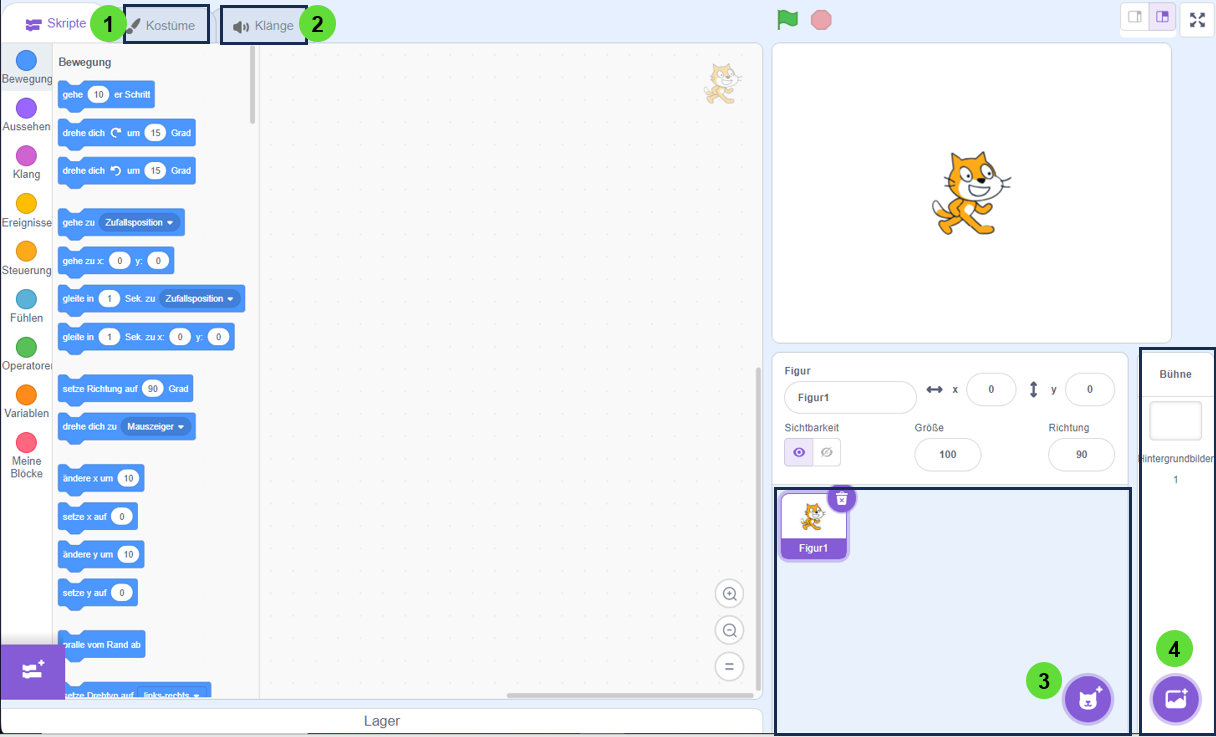 Skripte 1 Kostüme Klänge 2
Bewegung
Aussehen
Klang
Ereignisse
Steuerung
Fühlen
Operatoren
Variablen
Meine
Blöcke
Bewegung
gehe 10 er Schritt
drehe dich um 15 Grad
drehe dich um 15 Grad
gehe zu Zufallsposition
gehe zu x: 0 y: 0
gleite in 1 Sek. zu Zufallsposition
gleite in 1 Sek. zu x: 0 y: 0
setze Richtung auf 90 Grad
drehe dich zu Mauszeiger
ändere x um 10
setze x auf 0
ändere y um 10
setze y auf 0
pralle vom Rand ab
setze Drehtyp auf links-rechts
=
Lager
Figur
Figur1 x 0 y 0
Sichtbarkeit Größe Richtung
100 90
Figur1
3
Bühne
Hintergrundbilder
1
4